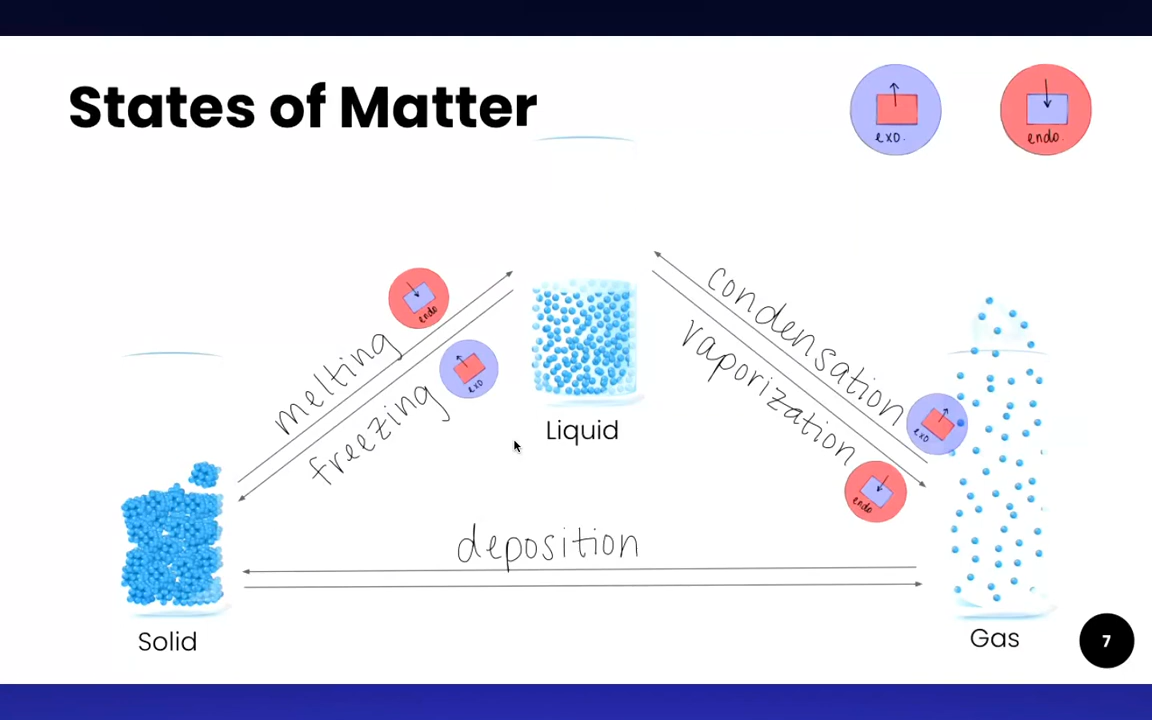 States of Matter
exo.
endo.
endo
melting
exo
freezing
Liquid
condensation
vaporization
exo
endo
deposition
Solid
Gas
7